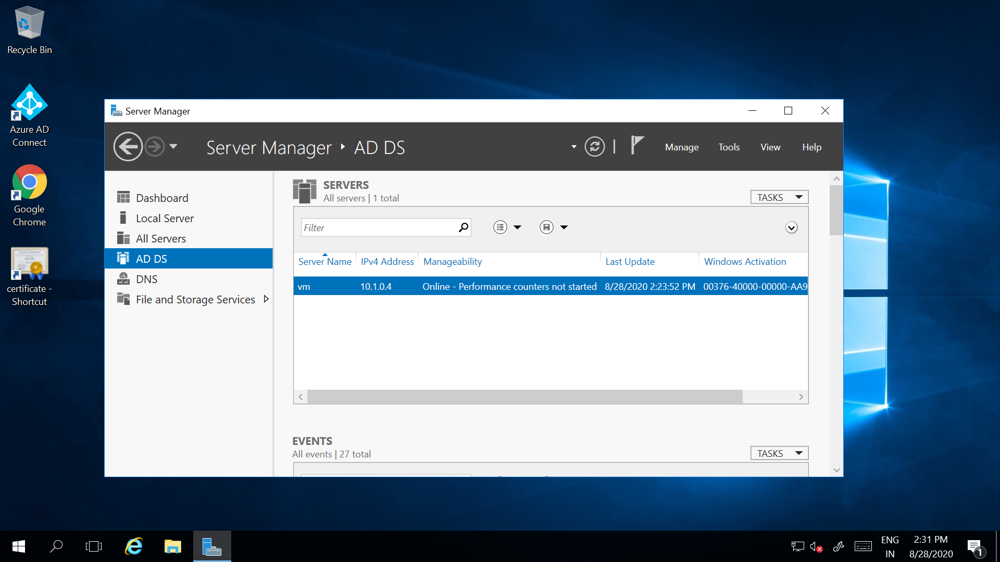 Recycle Bin
Azure AD
Connect
Google
Chrome
certificate -
Shortcut
Server Manager
Server Manager AD DS
Manage Tools View Help
Dashboard
Local Server
All Servers
AD DS
DNS
File and Storage Services
SERVERS
All servers | 1 total
TASKS
Filter
Server Name IPv4 Address Manageability Last Update Windows Activation
vm 10.1.0.4 Online - Performance counters not started 8/28/2020 2:23:52 PM 00376-40000-00000-AA9
EVENTS
All events | 27 total
TASKS
ENG
IN
2:31 PM
8/28/2020
1